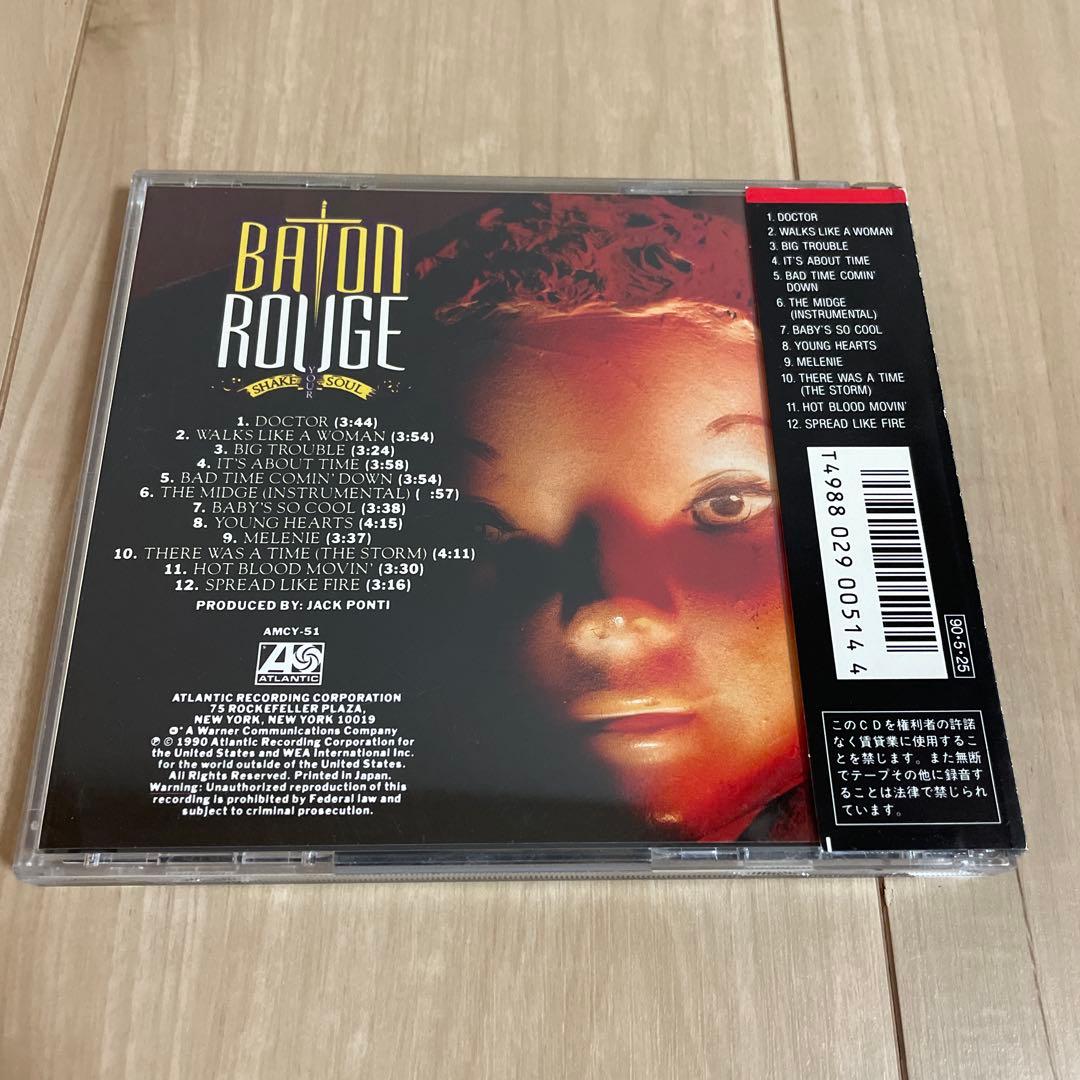 BATON
ROUGE
SHAKE YOUR SOUL
1. DOCTOR (3:44)
2. WALKS LIKE A WOMAN (3:54)
3. BIG TROUBLE (3:24)
4. IT'S ABOUT TIME (3:58)
5. BAD TIME COMIN' DOWN (3:54)
6. THE MIDGE (INSTRUMENTAL) ( :57)
7. BABY'S SO COOL (3:38)
8. YOUNG HEARTS (4:15)
9. MELENIE (3:37)
10. THERE WAS A TIME (THE STORM) (4:11)
11. HOT BLOOD MOVIN' (3:30)
12. SPREAD LIKE FIRE (3:16)
PRODUCED BY: JACK PONTI
AMCY-51
ATLANTIC
ATLANTIC RECORDING CORPORATION
75 ROCKEFELLER PLAZA,
NEW YORK, NEW YORK 10019
A Warner Communications Company
℗ © 1990 Atlantic Recording Corporation for
the United States and WEA International Inc.
for the world outside of the United States.
All Rights Reserved. Printed in Japan.
Warning: Unauthorized reproduction of this
recording is prohibited by Federal law and
subject to criminal prosecution.
1. DOCTOR
2. WALKS LIKE A WOMAN
3. BIG TROUBLE
4. IT'S ABOUT TIME
5. BAD TIME COMIN'
DOWN
6. THE MIDGE
(INSTRUMENTAL)
7. BABY'S SO COOL
8. YOUNG HEARTS
9. MELENIE
10. THERE WAS A TIME
(THE STORM)
11. HOT BLOOD MOVIN'
12. SPREAD LIKE FIRE
T4988 029 00514 4
90・5・25
このCDを権利者の許諾
なく賃貸業に使用するこ
とを禁じます。また無断
でテープその他に録音す
ることは法律で禁じられ
ています。